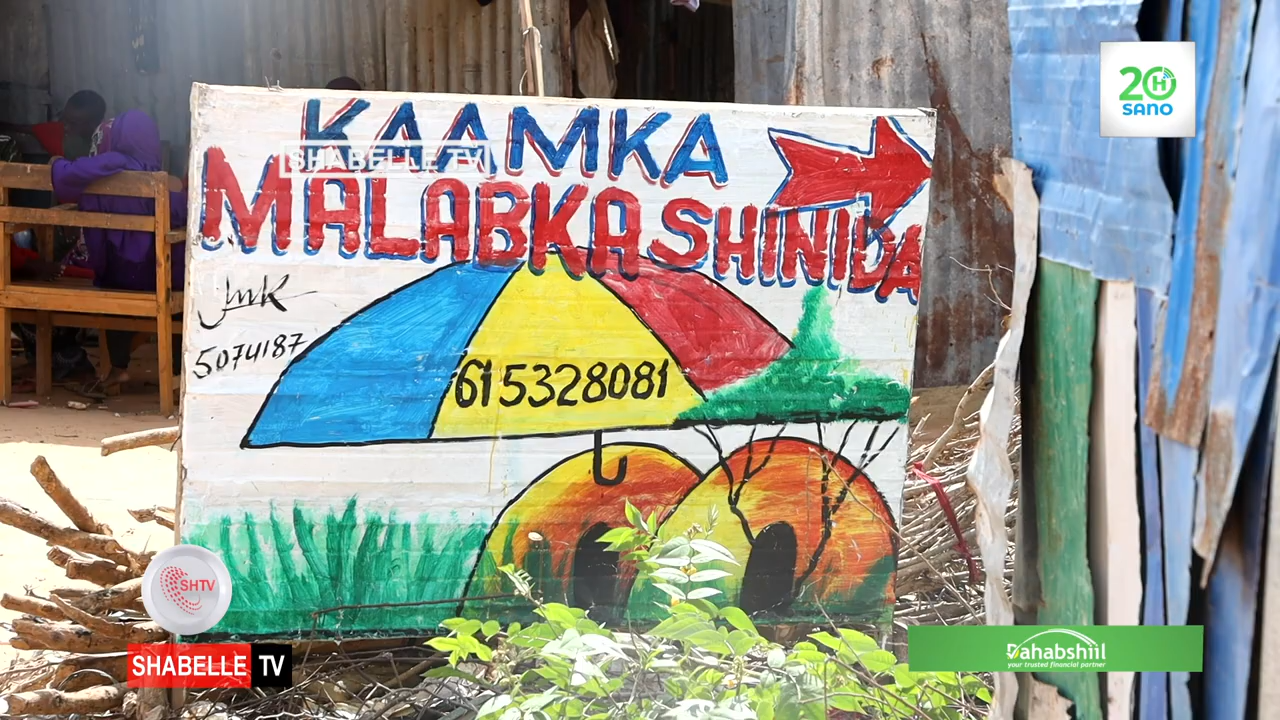 20
H
SANO
KAAMKA
SHABELLE TV
MALABKA SHINIDA
JMK
5074187
615328081
SHTV
SHABELLE TV
Dahabshiil
your trusted financial partner